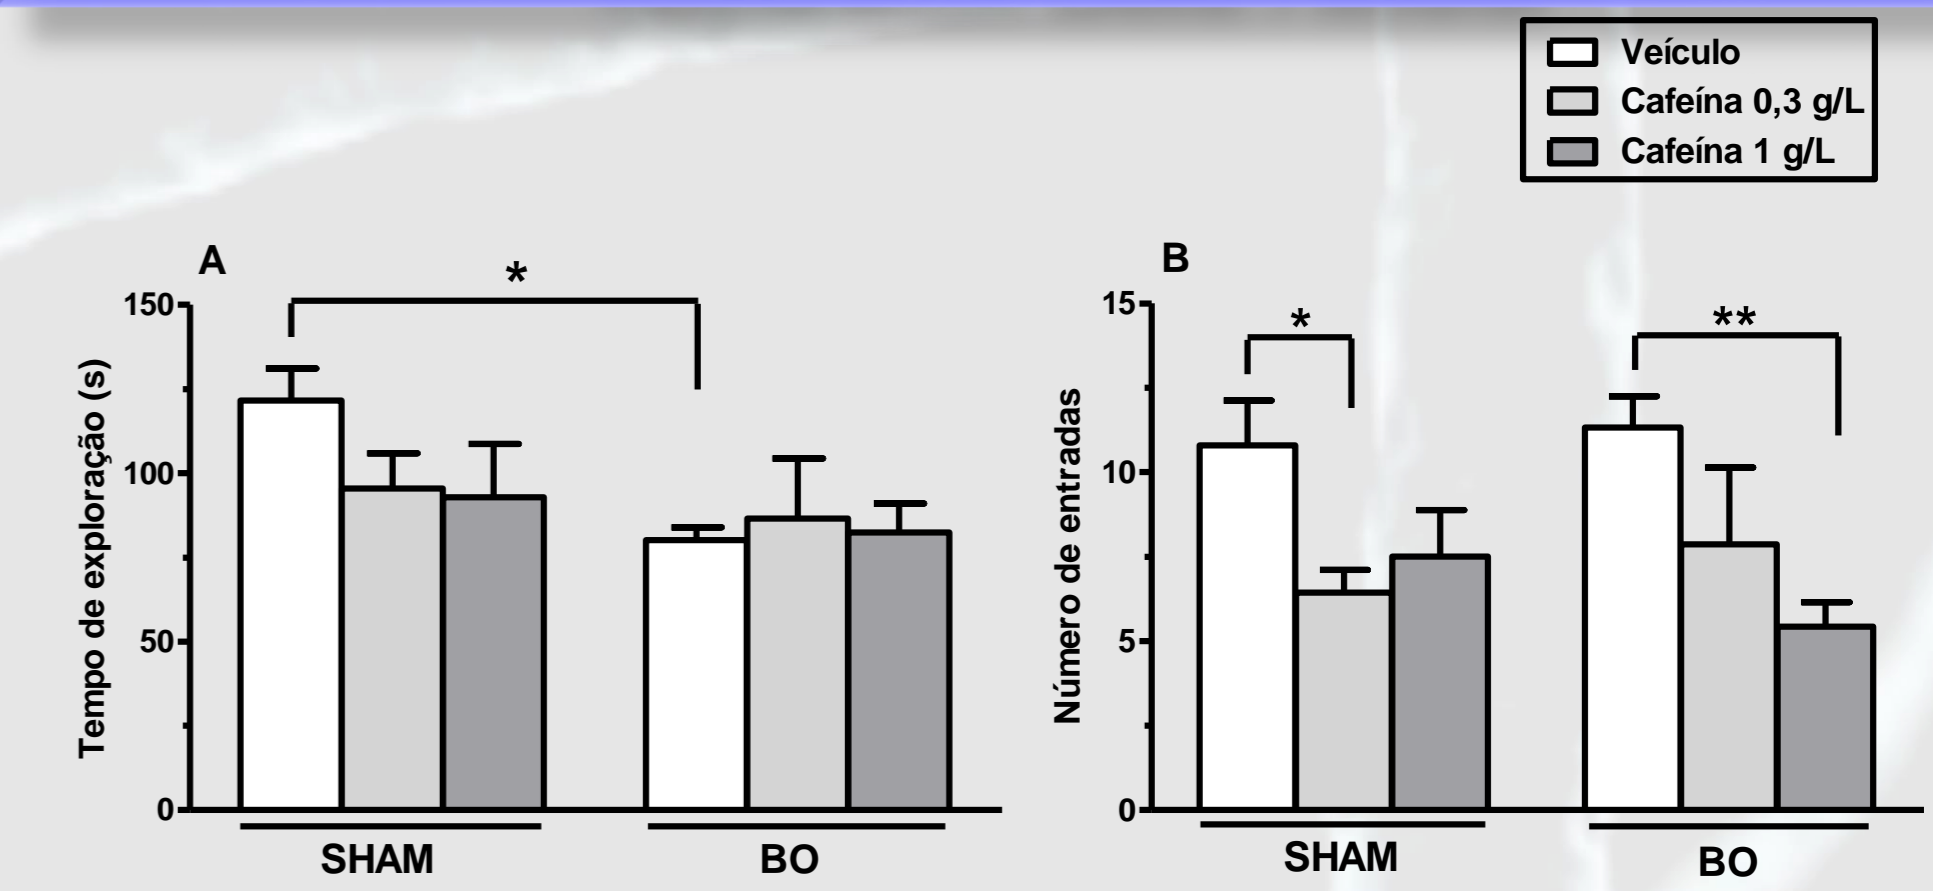 Veículo
Cafeína 0,3 g/L
Cafeína 1 g/L
A
*
150
100
50
0
Tempo de exploração (s)
SHAM
BO
B
*
**
15
10
5
0
Número de entradas
SHAM
BO